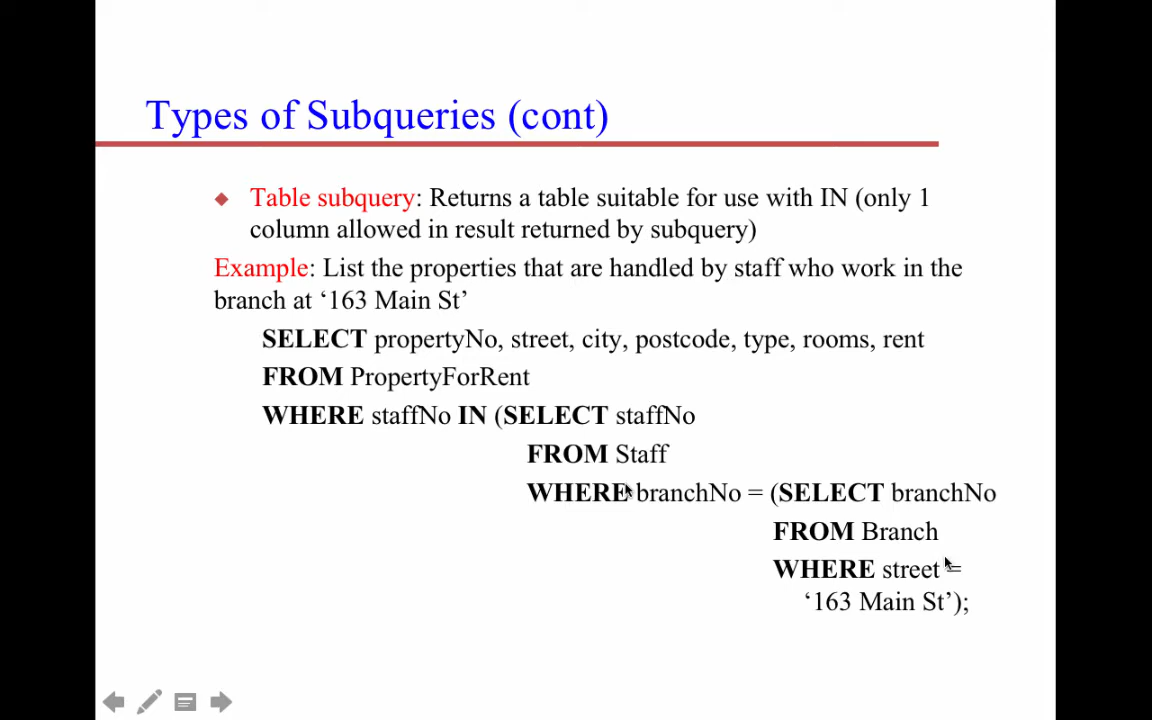 Types of Subqueries (cont)
Table subquery: Returns a table suitable for use with IN (only 1
column allowed in result returned by subquery)
Example: List the properties that are handled by staff who work in the
branch at ‘163 Main St’
SELECT propertyNo, street, city, postcode, type, rooms, rent
FROM PropertyForRent
WHERE staffNo IN (SELECT staffNo
FROM Staff
WHERE branchNo = (SELECT branchNo
FROM Branch
WHERE street =
‘163 Main St’);